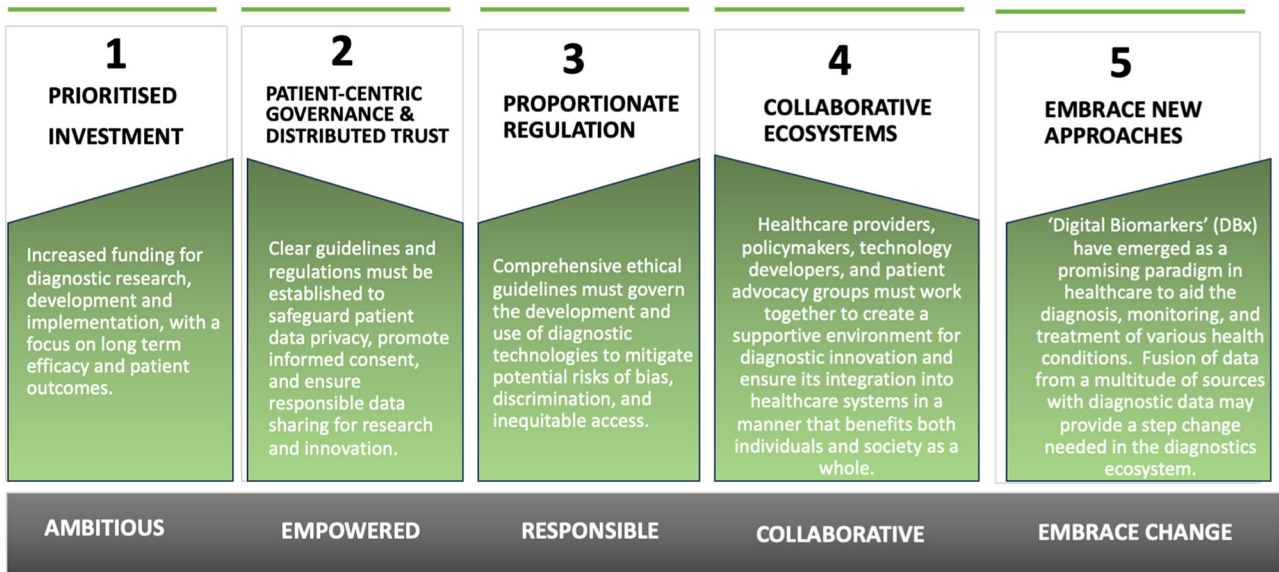 1
PRIORITISED
INVESTMENT
Increased funding for
diagnostic research,
development and
implementation, with a
focus on long term
efficacy and patient
outcomes.
AMBITIOUS
2
PATIENT-CENTRIC
GOVERNANCE &
DISTRIBUTED TRUST
Clear guidelines and
regulations must be
established to
safeguard patient
data privacy, promote
informed consent,
and ensure
responsible data
sharing for research
and innovation.
EMPOWERED
3
PROPORTIONATE
REGULATION
Comprehensive ethical
guidelines must govern
the development and
use of diagnostic
technologies to mitigate
potential risks of bias,
discrimination, and
inequitable access.
RESPONSIBLE
4
COLLABORATIVE
ECOSYSTEMS
Healthcare providers,
policymakers, technology
developers, and patient
advocacy groups must work
together to create a
supportive environment for
diagnostic innovation and
ensure its integration into
healthcare systems in a
manner that benefits both
individuals and society as a
whole.
COLLABORATIVE
5
EMBRACE NEW
APPROACHES
‘Digital Biomarkers’ (DBx)
have emerged as a
promising paradigm in
healthcare to aid the
diagnosis, monitoring, and
treatment of various health
conditions. Fusion of data
from a multitude of sources
with diagnostic data may
provide a step change
needed in the diagnostics
ecosystem.
EMBRACE CHANGE